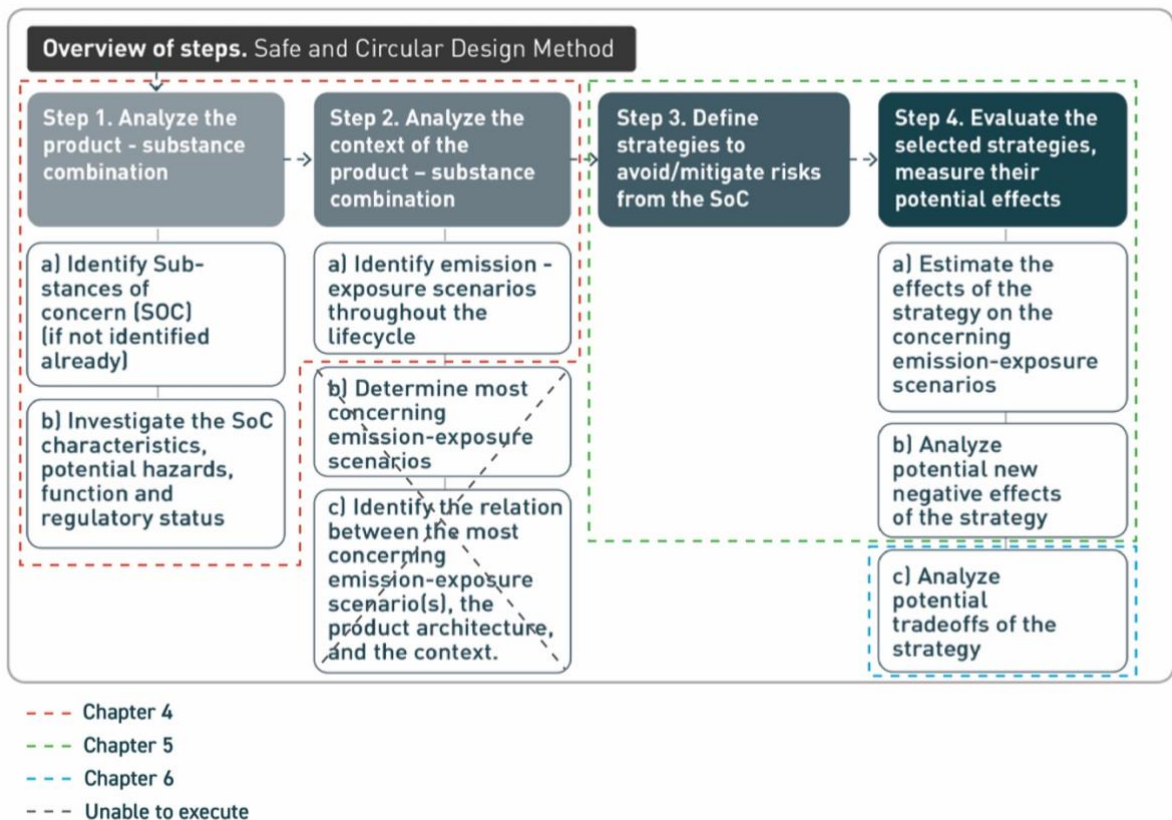 Overview of steps. Safe and Circular Design Method
Step 1. Analyze the
product - substance
combination
Step 2. Analyze the
context of the
product – substance
combination
Step 3. Define
strategies to
avoid/mitigate risks
from the SoC
Step 4. Evaluate the
selected strategies,
measure their
potential effects
a) Identify Sub-
stances of
concern (SOC)
(if not identified
already)
b) Investigate the SoC
characteristics,
potential hazards,
function and
regulatory status
a) Identify emission -
exposure scenarios
throughout the
lifecycle
b) Determine most
concerning
emission-exposure
scenarios
c) Identify the relation
between the most
concerning
emission-exposure
scenario(s), the
product architecture,
and the context.
a) Estimate the
effects of the
strategy on the
concerning
emission-exposure
scenarios
b) Analyze
potential new
negative effects
of the strategy
c) Analyze
potential
tradeoffs of the
strategy
Chapter 4
Chapter 5
Chapter 6
Unable to execute